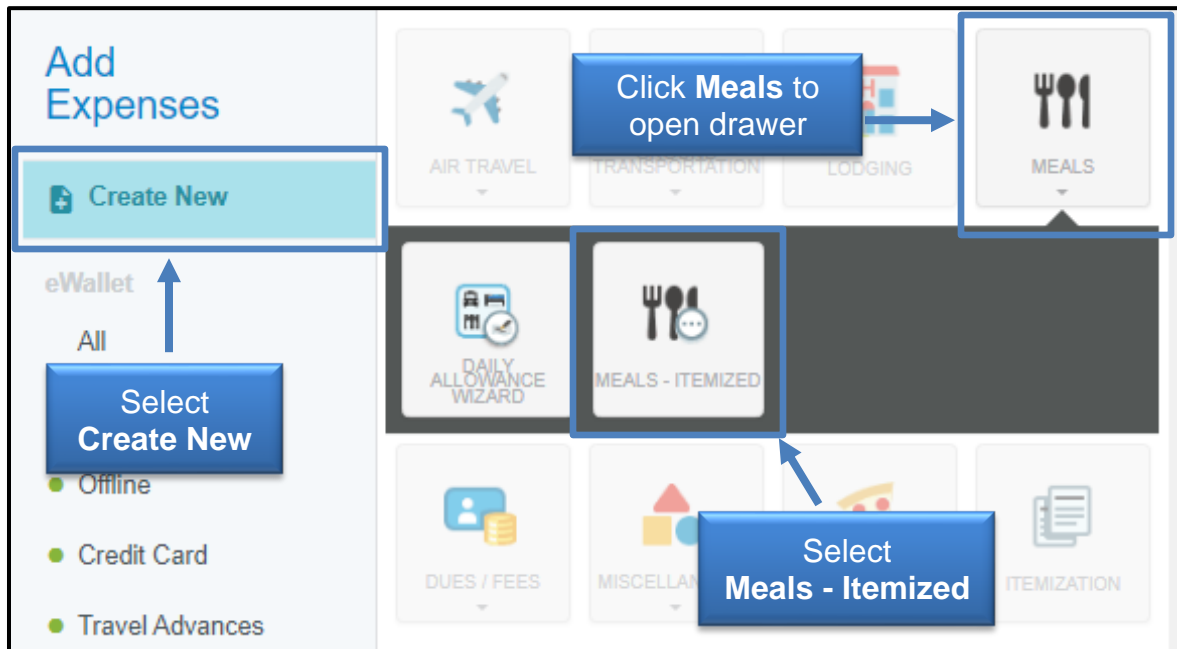 Add
Expenses
Create New
eWallet
All
Offline
Credit Card
Travel Advances
Select
Create New
AIR TRAVEL
TRANSPORTATION
LODGING
MEALS
Click Meals to
open drawer
DAILY
ALLOWANCE
WIZARD
MEALS - ITEMIZED
DUES / FEES
ITEMIZATION
Select
Meals - Itemized